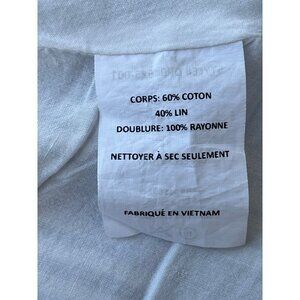 CORPS: 60% COTON
40% LIN
DOUBLURE: 100% RAYONNE
NETTOYER À SEC SEULEMENT
FABRIQUÉ EN VIETNAM